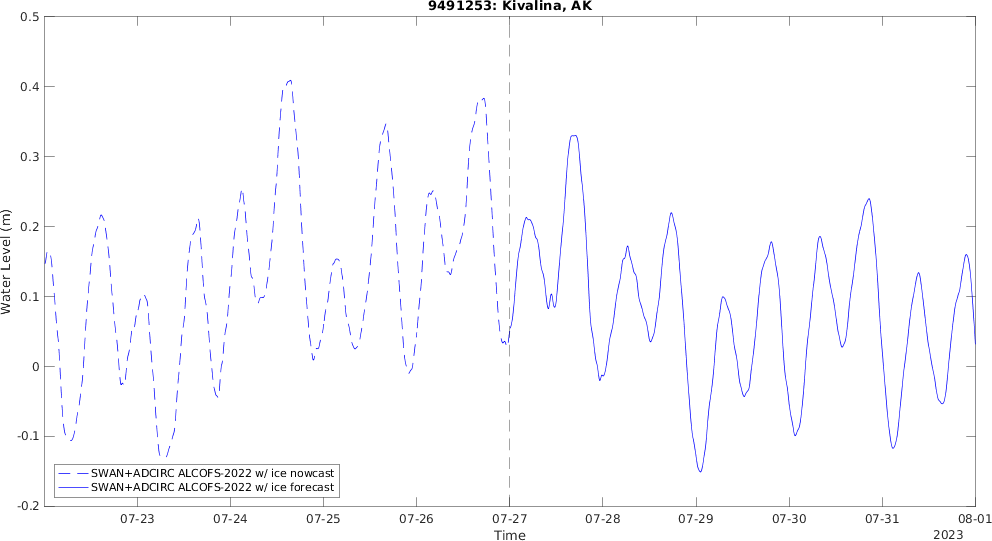 9491253: Kivalina, AK
0.5
0.4
0.3
0.2
0.1
0
-0.1
-0.2
Water Level (m)
SWAN+ADCIRC ALCOFS-2022 w/ ice nowcast
SWAN+ADCIRC ALCOFS-2022 w/ ice forecast
07-23 07-24 07-25 07-26 07-27 07-28 07-29 07-30 07-31 08-01
Time
2023